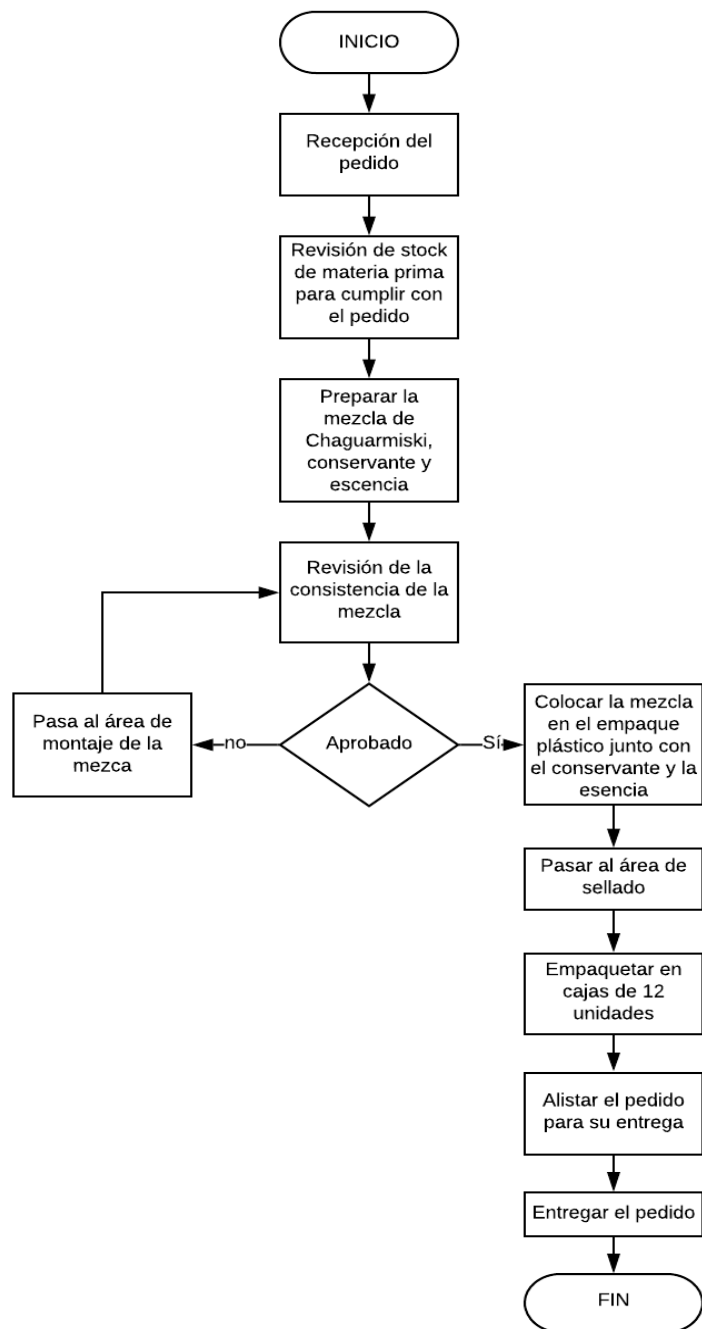 INICIO
Recepción del
pedido
Revisión de stock
de materia prima
para cumplir con
el pedido
Preparar la
mezcla de
Chaguarmiski,
conservante y
escencia
Revisión de la
consistencia de la
mezcla
Pasa al área de
montaje de la
mezca
no
Aprobado
Sí
Colocar la mezcla
en el empaque
plástico junto con
el conservante y la
esencia
Pasar al área de
sellado
Empaquetar en
cajas de 12
unidades
Alistar el pedido
para su entrega
Entregar el pedido
FIN